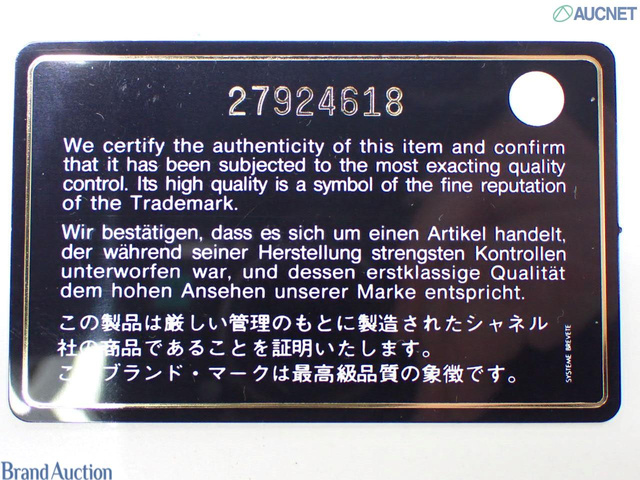 AUCNET
27924618
We certify the authenticity of this item and confirm
that it has been subjected to the most exacting quality
control. Its high quality is a symbol of the fine reputation
of the Trademark.
Wir bestätigen, dass es sich um einen Artikel handelt,
der während seiner Herstellung strengsten Kontrollen
unterworfen war, und dessen erstklassige Qualität
dem hohen Ansehen unserer Marke entspricht.
この製品は厳しい管理のもとに製造されたシャネル
社の商品であることを証明いたします。
このブランド・マークは最高級品質の象徴です。
SYSTEME BREVETE
Brand Auction